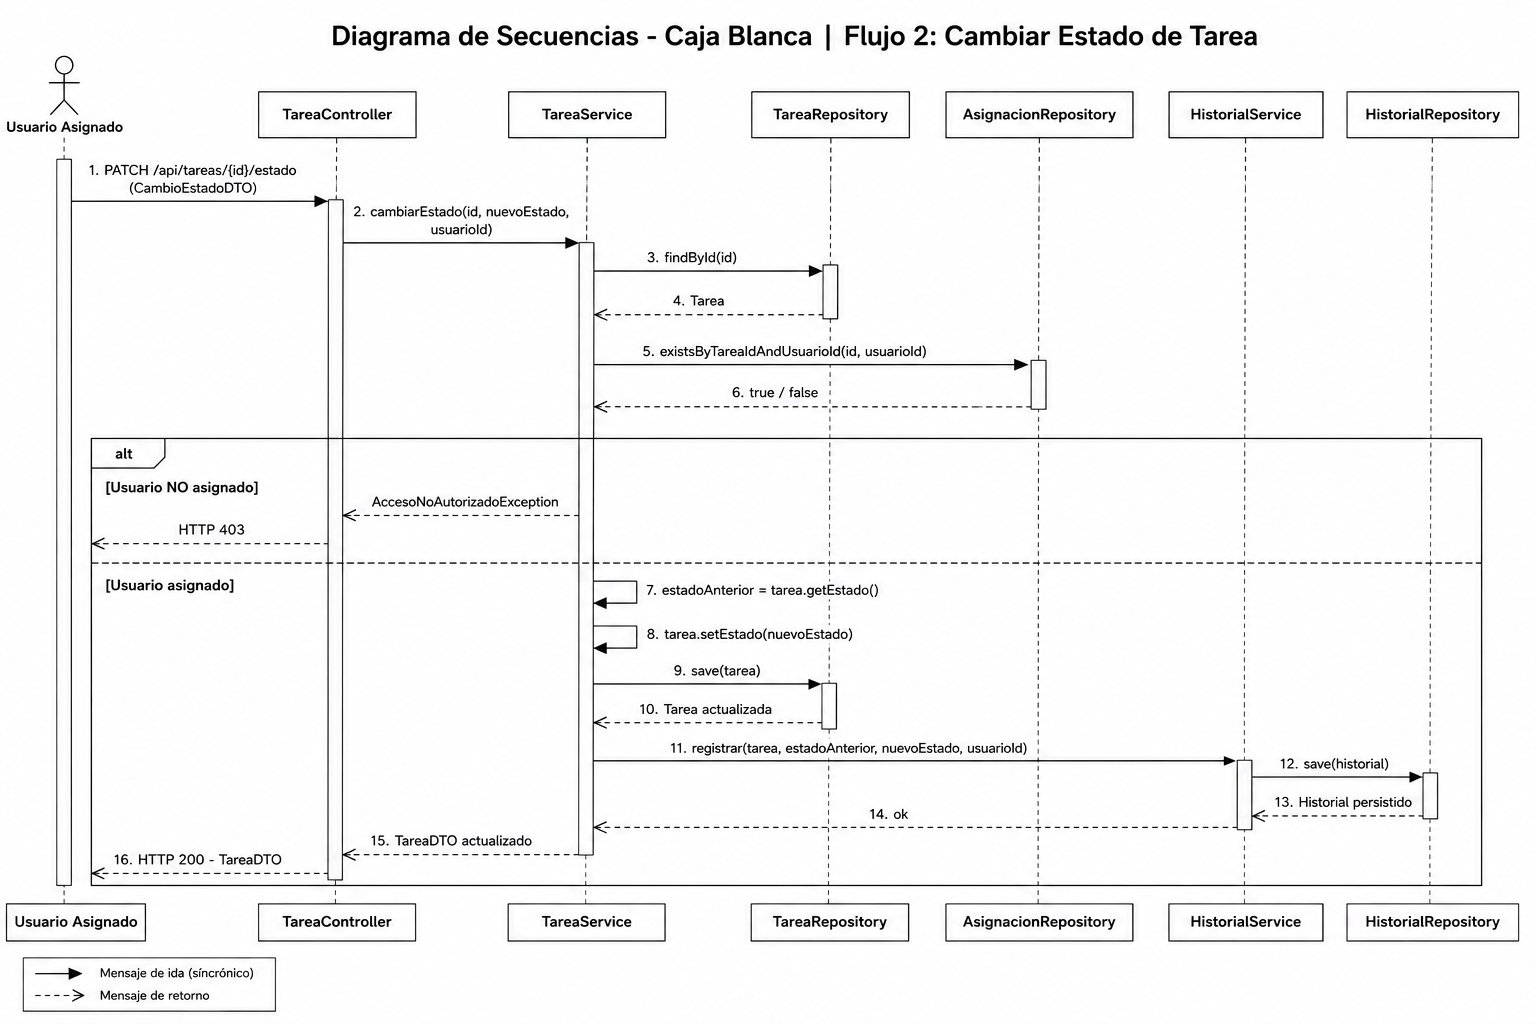 Diagrama de Secuencias - Caja Blanca | Flujo 2: Cambiar Estado de Tarea
Usuario Asignado
TareaController
TareaService
TareaRepository
AsignacionRepository
HistorialService
HistorialRepository
1. PATCH /api/tareas/{id}/estado
(CambioEstadoDTO)
2. cambiarEstado(id, nuevoEstado,
usuarioId)
3. findById(id)
4. Tarea
5. existsByTareaIdAndUsuarioId(id, usuarioId)
6. true / false
alt
[Usuario NO asignado]
AccesoNoAutorizadoException
HTTP 403
[Usuario asignado]
7. estadoAnterior = tarea.getEstado()
8. tarea.setEstado(nuevoEstado)
9. save(tarea)
10. Tarea actualizada
11. registrar(tarea, estadoAnterior, nuevoEstado, usuarioId)
12. save(historial)
13. Historial persistido
14. ok
15. TareaDTO actualizado
16. HTTP 200 - TareaDTO
Usuario Asignado
TareaController
TareaService
TareaRepository
AsignacionRepository
HistorialService
HistorialRepository
Mensaje de ida (síncrónico)
Mensaje de retorno